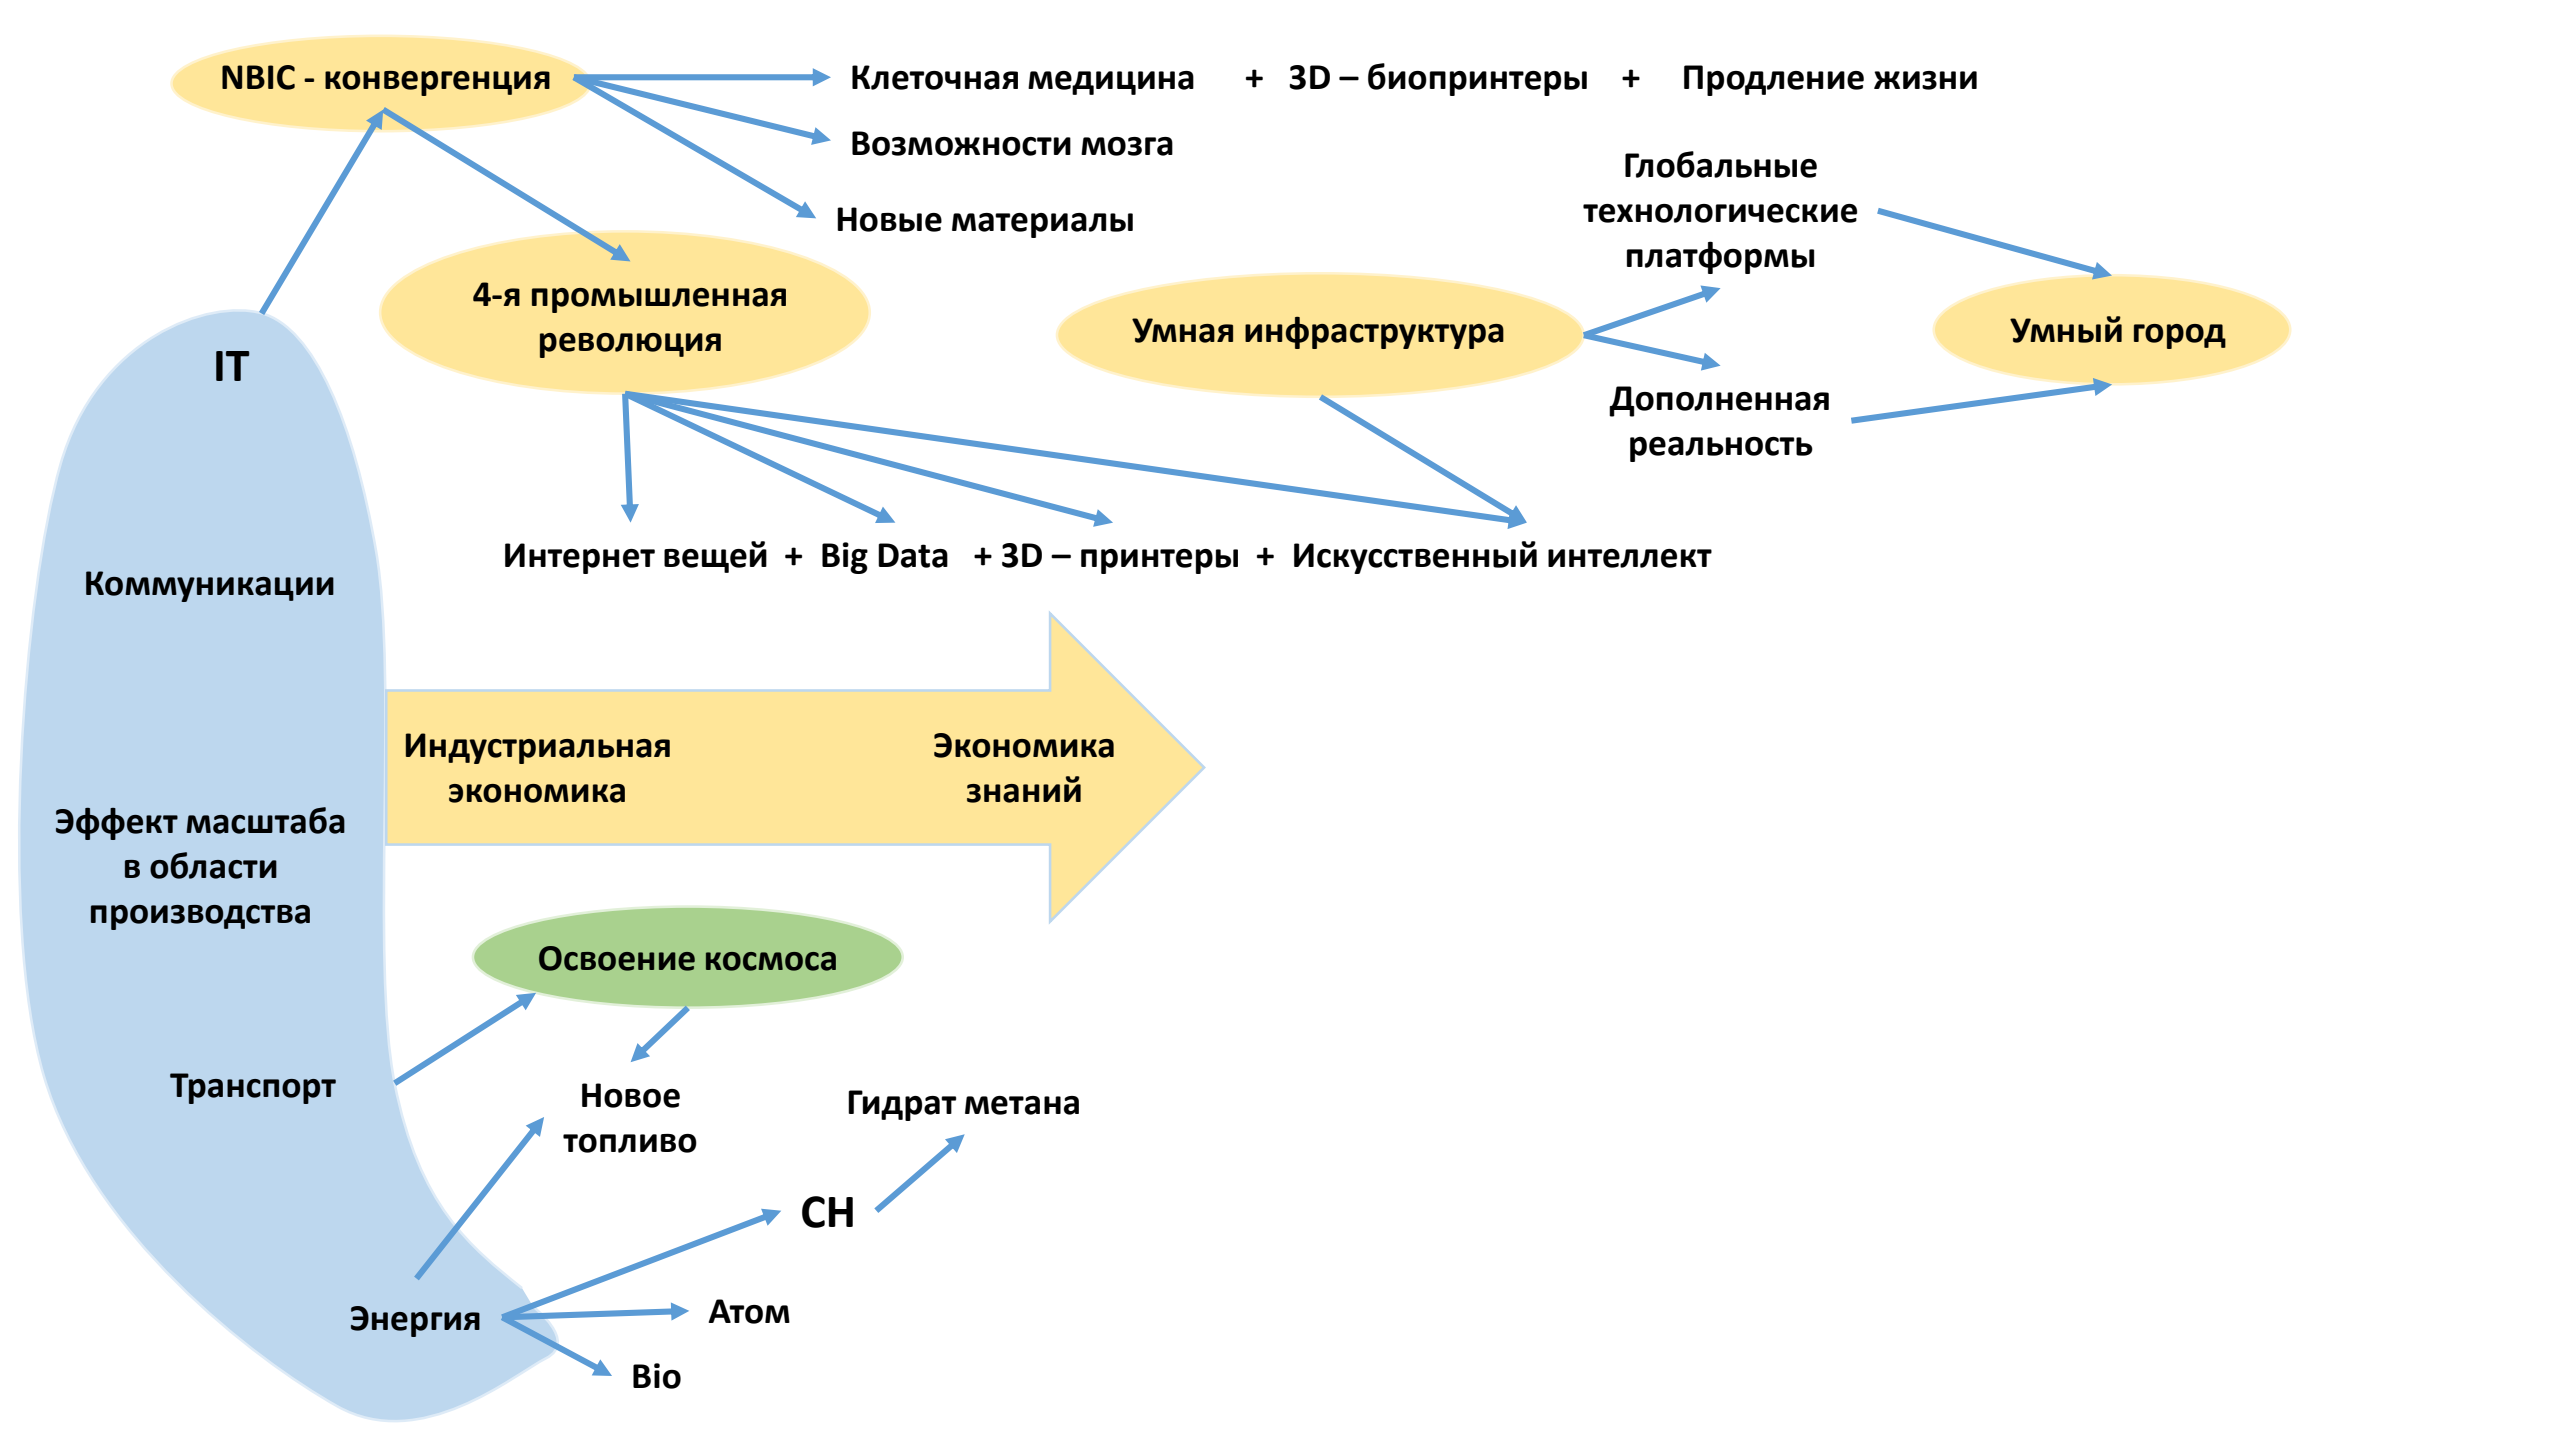 NBIC - конвергенция
Клеточная медицина + 3D – биопринтеры + Продление жизни
Возможности мозга
Новые материалы
Глобальные
технологические
платформы
4-я промышленная
революция
Умная инфраструктура
Умный город
Дополненная
реальность
IT
Интернет вещей + Big Data + 3D – принтеры + Искусственный интеллект
Коммуникации
Индустриальная
экономика
Экономика
знаний
Эффект масштаба
в области
производства
Освоение космоса
Транспорт
Новое
топливо
Гидрат метана
CH
Энергия
Атом
Bio